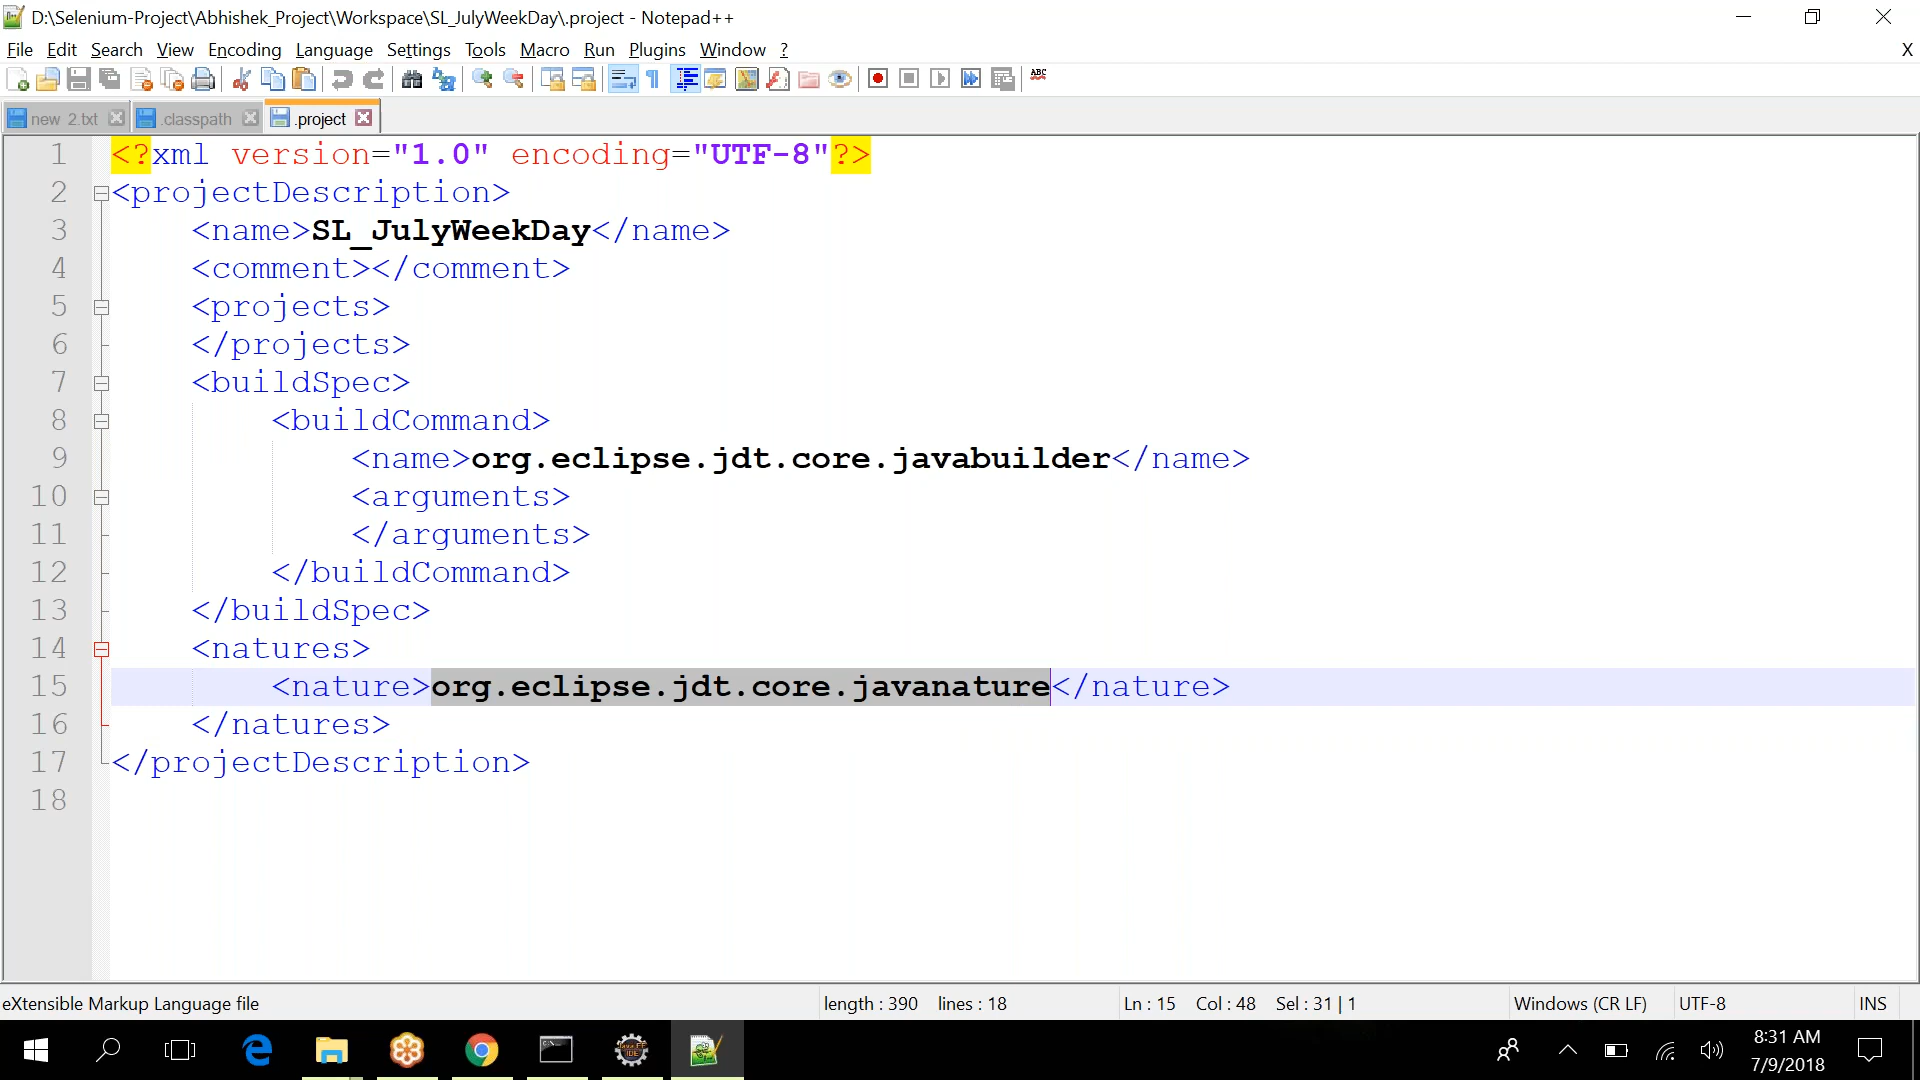 D:\Selenium-Project\Abhishek_Project\Workspace\SL_JulyWeekDay\.project - Notepad++
File Edit Search View Encoding Language Settings Tools Macro Run Plugins Window ? X
ABC
new 2.txt .classpath .project
1 <?xml version="1.0" encoding="UTF-8"?>
2 <projectDescription>
3 <name>SL_JulyWeekDay</name>
4 <comment></comment>
5 <projects>
6 </projects>
7 <buildSpec>
8 <buildCommand>
9 <name>org.eclipse.jdt.core.javabuilder</name>
10 <arguments>
11 </arguments>
12 </buildCommand>
13 </buildSpec>
14 <natures>
15 <nature>org.eclipse.jdt.core.javanature</nature>
16 </natures>
17 </projectDescription>
18
eXtensible Markup Language file length : 390 lines : 18 Ln : 15 Col : 48 Sel : 31 | 1 Windows (CR LF) UTF-8 INS
8:31 AM
7/9/2018